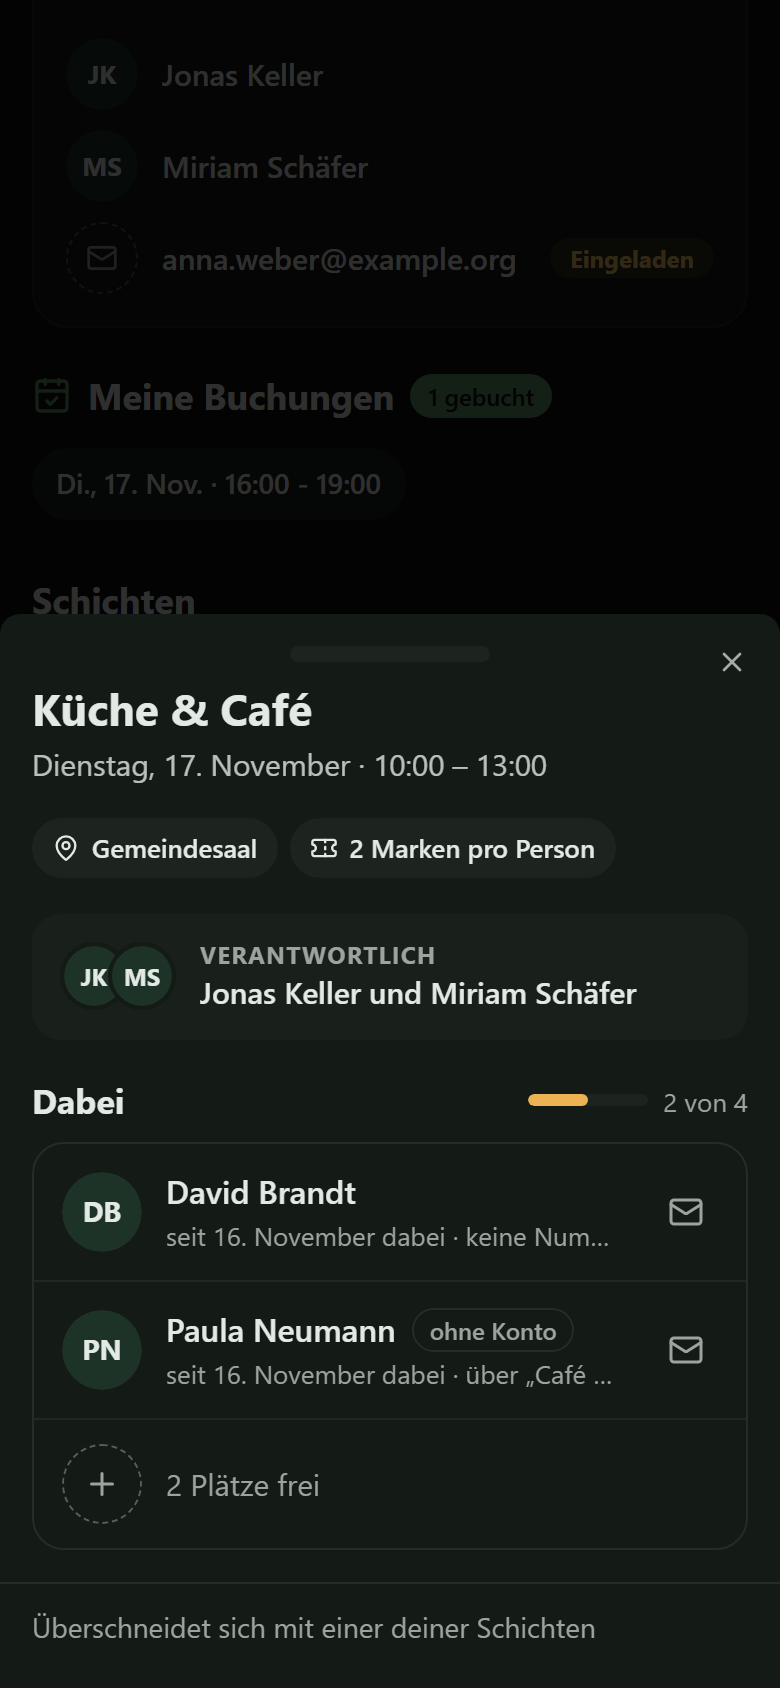 JK Jonas Keller
MS Miriam Schäfer
anna.weber@example.org Eingeladen
Meine Buchungen 1 gebucht
Di., 17. Nov. · 16:00 - 19:00
Schichten
Küche & Café
Dienstag, 17. November · 10:00 – 13:00
Gemeindesaal 2 Marken pro Person
VERANTWORTLICH
JK MS Jonas Keller und Miriam Schäfer
Dabei 2 von 4
DB David Brandt
seit 16. November dabei · keine Num...
PN Paula Neumann ohne Konto
seit 16. November dabei · über „Café ...
2 Plätze frei
Überschneidet sich mit einer deiner Schichten